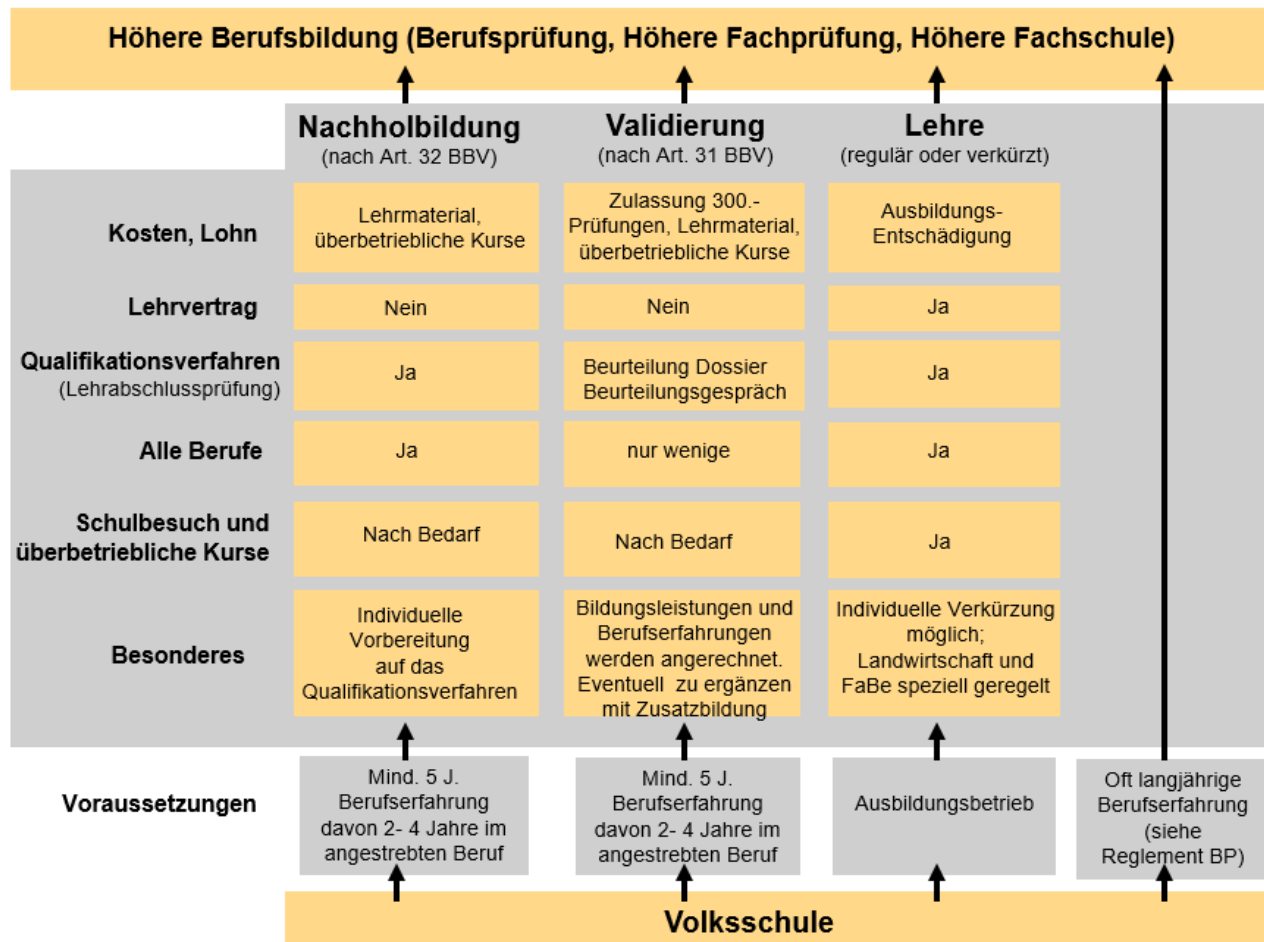 Höhere Berufsbildung (Berufsprüfung, Höhere Fachprüfung, Höhere Fachschule)
Nachholbildung
(nach Art. 32 BBV)
Validierung
(nach Art. 31 BBV)
Lehre
(regulär oder verkürzt)
Kosten, Lohn
Lehrmaterial,
überbetriebliche Kurse
Zulassung 300.-
Prüfungen, Lehrmaterial,
überbetriebliche Kurse
Ausbildungs-
Entschädigung
Lehrvertrag
Nein
Nein
Ja
Qualifikationsverfahren
(Lehrabschlussprüfung)
Ja
Beurteilung Dossier
Beurteilungsgespräch
Ja
Alle Berufe
Ja
nur wenige
Ja
Schulbesuch und
überbetriebliche Kurse
Nach Bedarf
Nach Bedarf
Ja
Besonderes
Individuelle
Vorbereitung
auf das
Qualifikationsverfahren
Bildungsleistungen und
Berufserfahrungen
werden angerechnet.
Eventuell zu ergänzen
mit Zusatzbildung
Individuelle Verkürzung
möglich;
Landwirtschaft und
FaBe speziell geregelt
Voraussetzungen
Mind. 5 J.
Berufserfahrung
davon 2- 4 Jahre im
angestrebten Beruf
Mind. 5 J.
Berufserfahrung
davon 2- 4 Jahre im
angestrebten Beruf
Ausbildungsbetrieb
Oft langjährige
Berufserfahrung
(siehe
Reglement BP)
Volksschule